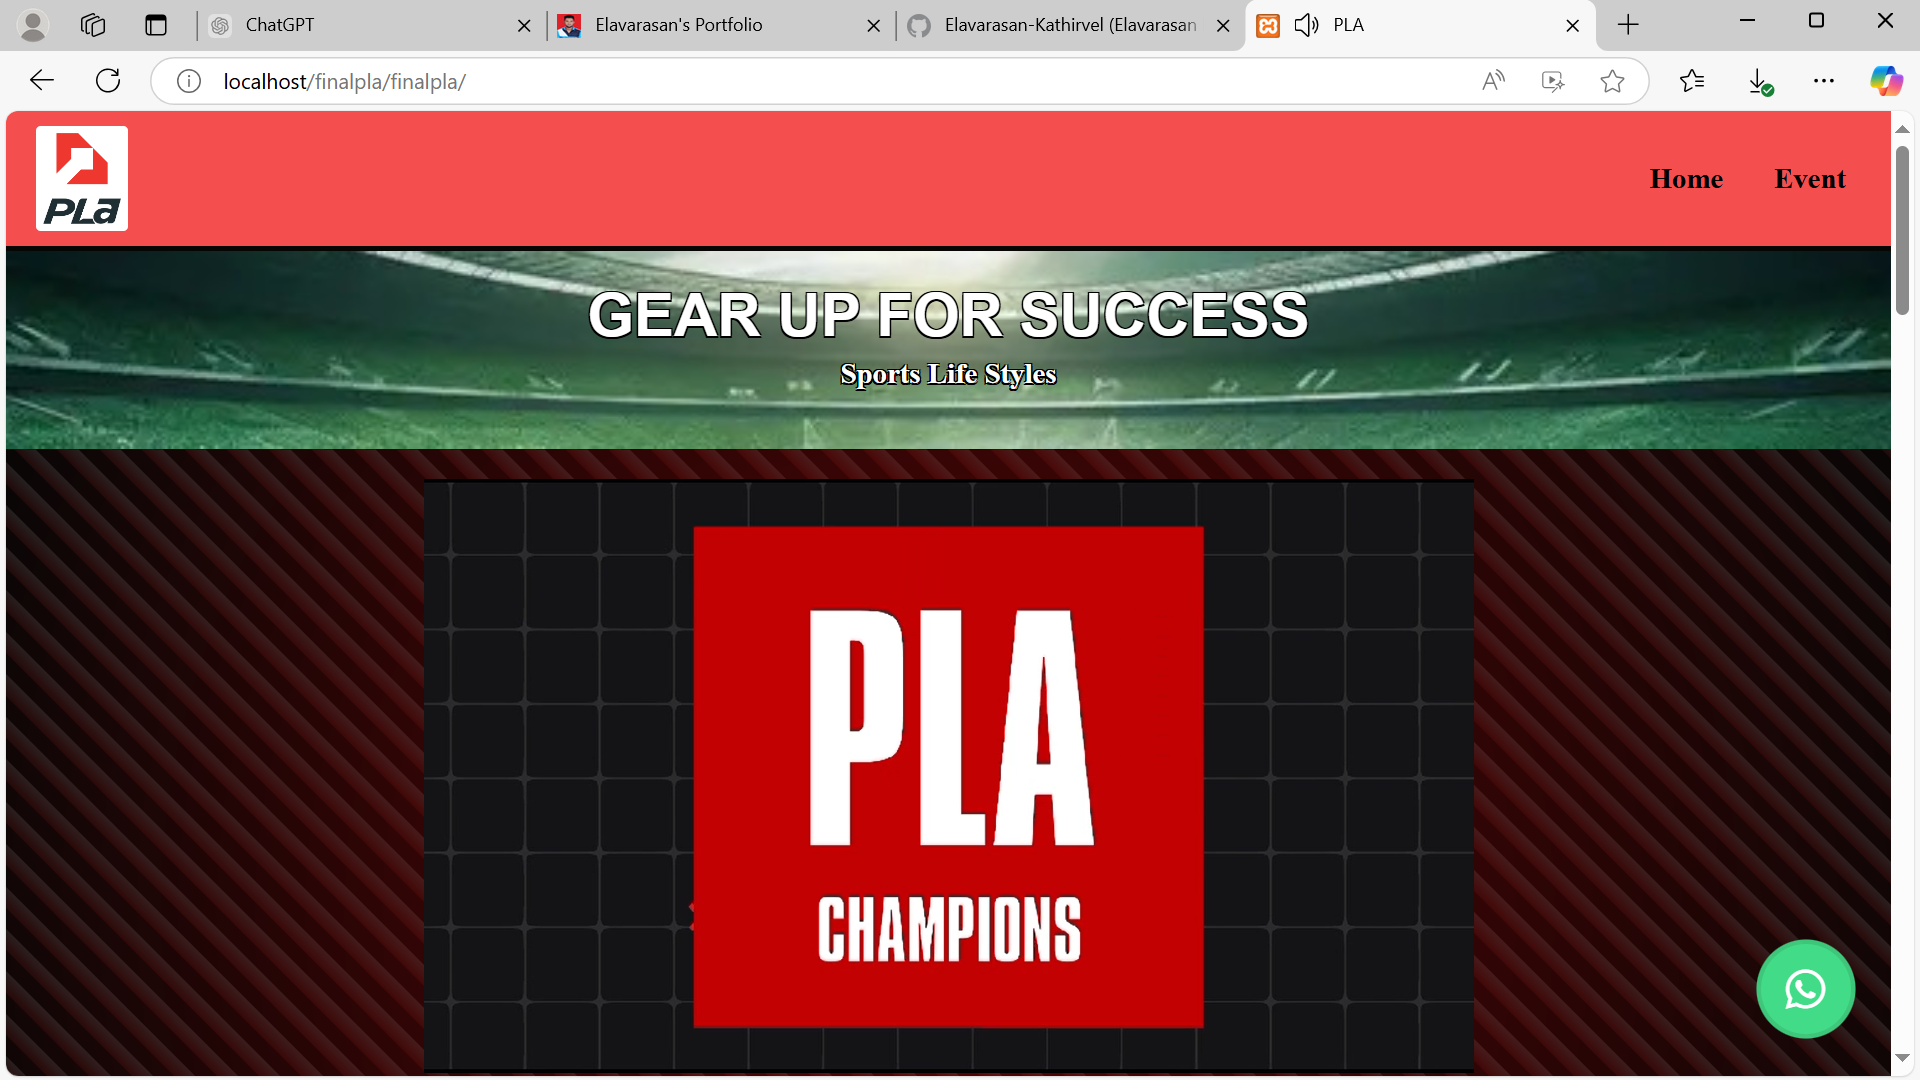 ChatGPT
Elavarasan's Portfolio
Elavarasan-Kathirvel (Elavarasan
PLA
localhost/finalpla/finalpla/
PLa
Home
Event
GEAR UP FOR SUCCESS
Sports Life Styles
PLA
CHAMPIONS